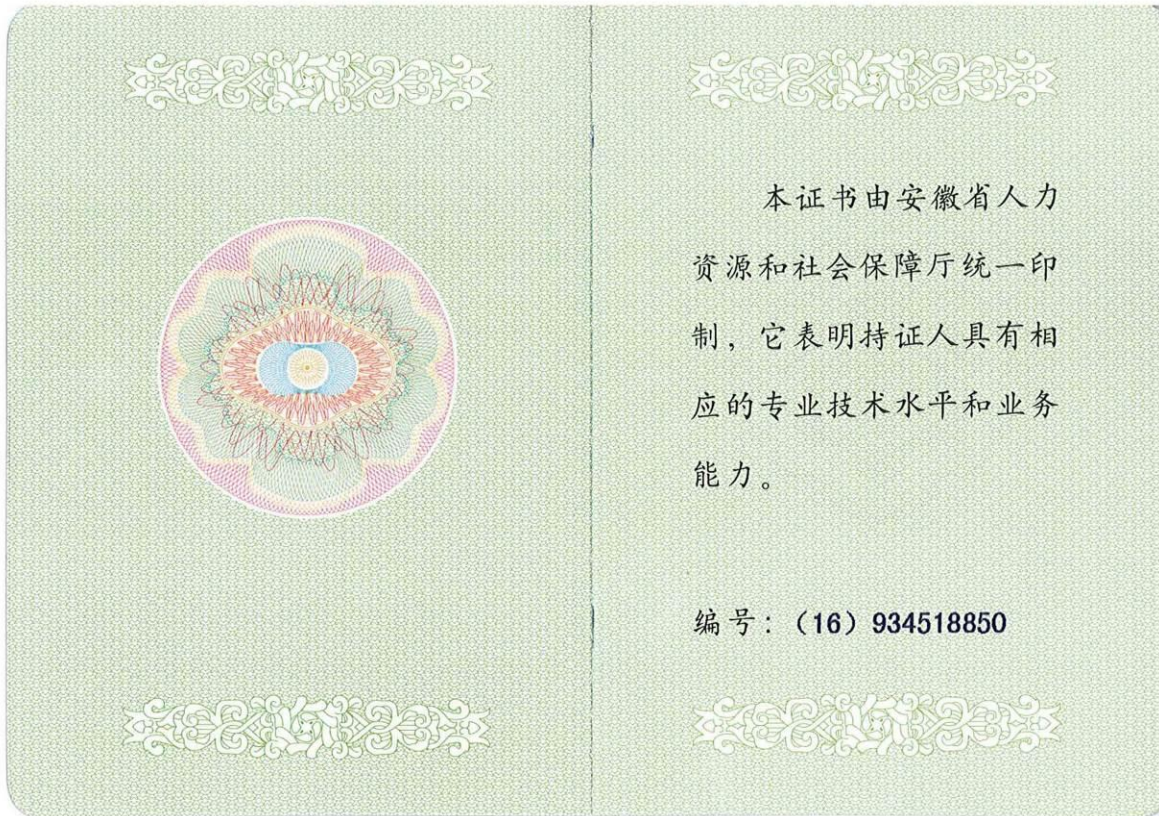 本证书由安徽省人力
资源和社会保障厅统一印
制，它表明持证人具有相
应的专业技术水平和业务
能力。
编号：（16）934518850